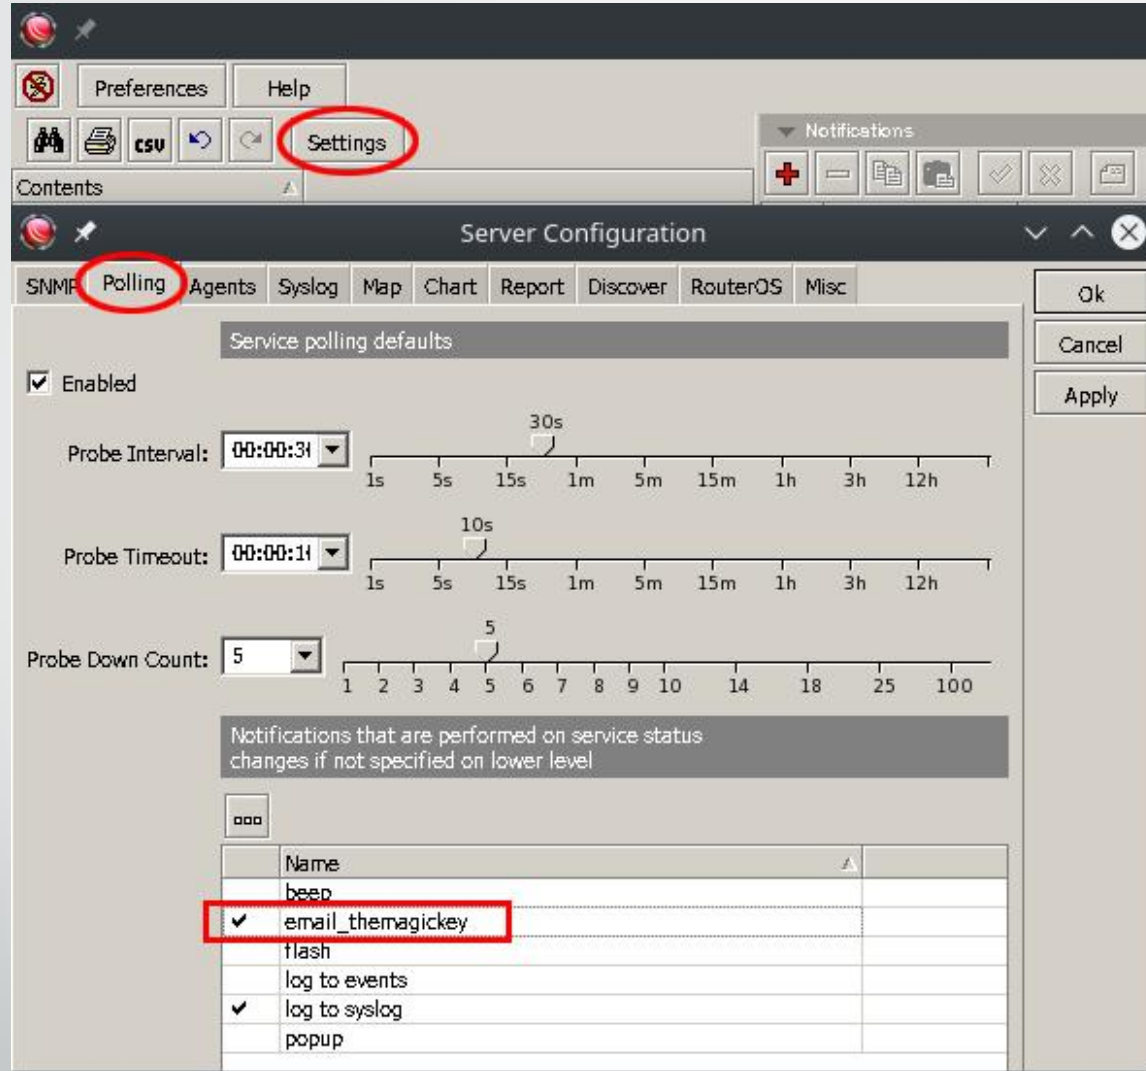 Preferences Help
csv Settings
Notifications
Contents
Server Configuration
SNMP Polling Agents Syslog Map Chart Report Discover RouterOS Misc
Ok
Cancel
Apply
Service polling defaults
Enabled
30s
Probe Interval:
1s 5s 15s 1m 5m 15m 1h 3h 12h
10s
Probe Timeout:
1s 5s 15s 1m 5m 15m 1h 3h 12h
5
Probe Down Count: 5
1 2 3 4 5 6 7 8 9 10 14 18 25 100
Notifications that are performed on service status
changes if not specified on lower level
Name
beep
email_themagickey
flash
log to events
log to syslog
popup